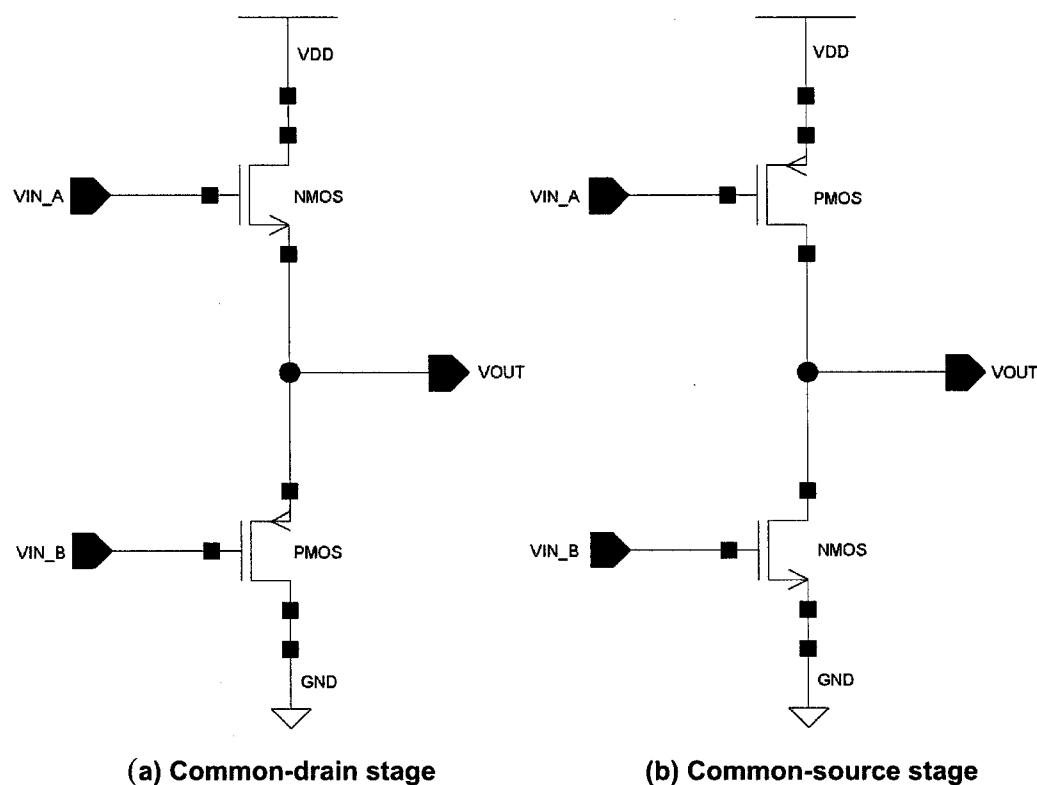 VDD
VIN_A
NMOS
VOUT
VIN_B
PMOS
GND
(a) Common-drain stage
VDD
VIN_A
PMOS
VOUT
VIN_B
NMOS
GND
(b) Common-source stage